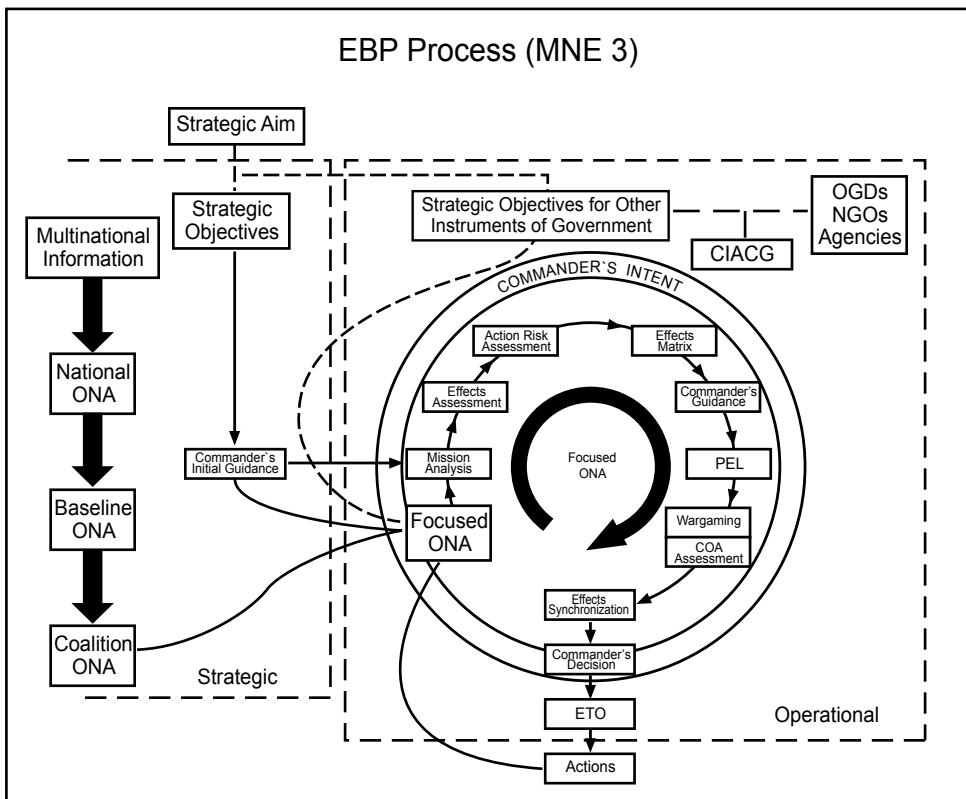 EBP Process (MNE 3)
Strategic Aim
Strategic
Objectives
Multinational
Information
National
ONA
Baseline
ONA
Coalition
ONA
Commander`s
Initial Guidance
Strategic
Strategic Objectives for Other
Instruments of Government
OGDs
NGOs
Agencies
CIACG
COMMANDER`S INTENT
Action Risk
Assessment
Effects
Matrix
Effects
Assessment
Commander's
Guidance
Mission
Analysis
Focused
ONA
PEL
Focused
ONA
Wargaming
COA
Assessment
Effects
Synchronization
Commander's
Decision
ETO
Operational
Actions